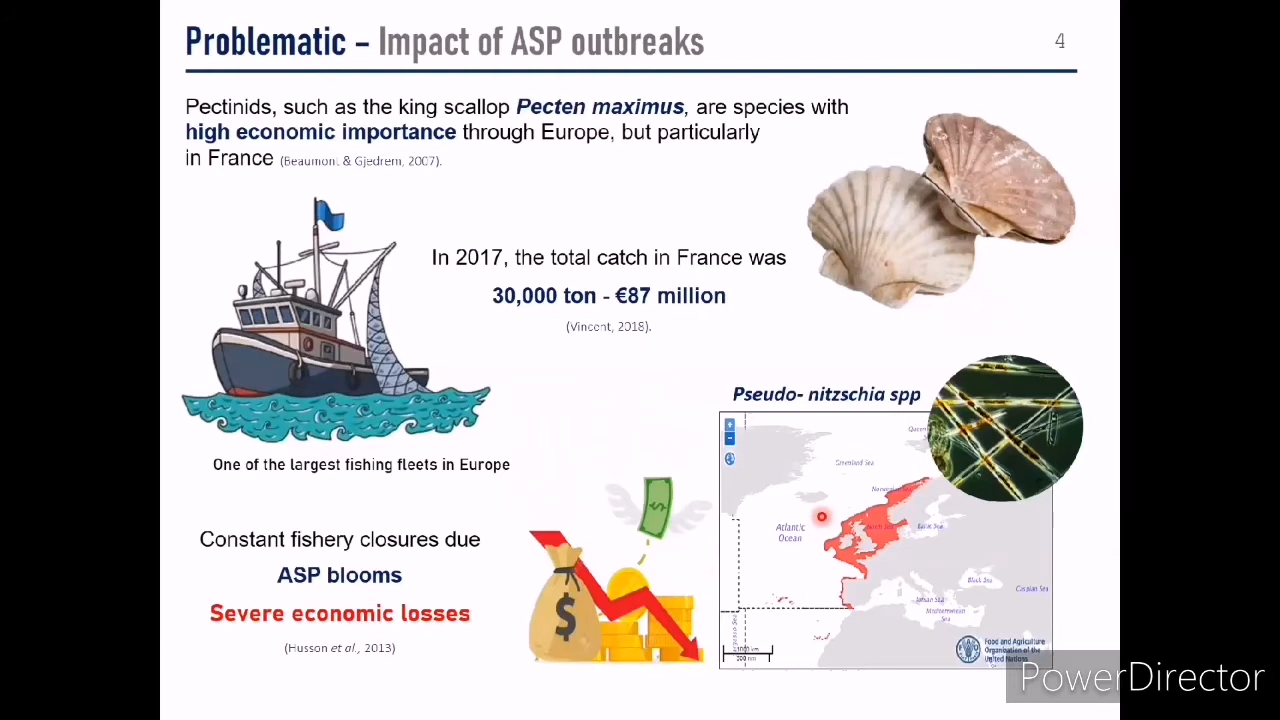 Problematic – Impact of ASP outbreaks
4
Pectinids, such as the king scallop Pecten maximus, are species with
high economic importance through Europe, but particularly
in France (Beaumont & Gjedrem, 2007).
In 2017, the total catch in France was
30,000 ton - €87 million
(Vincent, 2018).
One of the largest fishing fleets in Europe
Pseudo- nitzschia spp
Greenland Sea
Atlantic
Ocean
Baltic Sea
Black Sea
Caspian Sea
Mediterranean
Sea
Food and Agriculture
Organization of the
United Nations
Constant fishery closures due
ASP blooms
Severe economic losses
(Husson et al., 2013)
$
$
PowerDirector